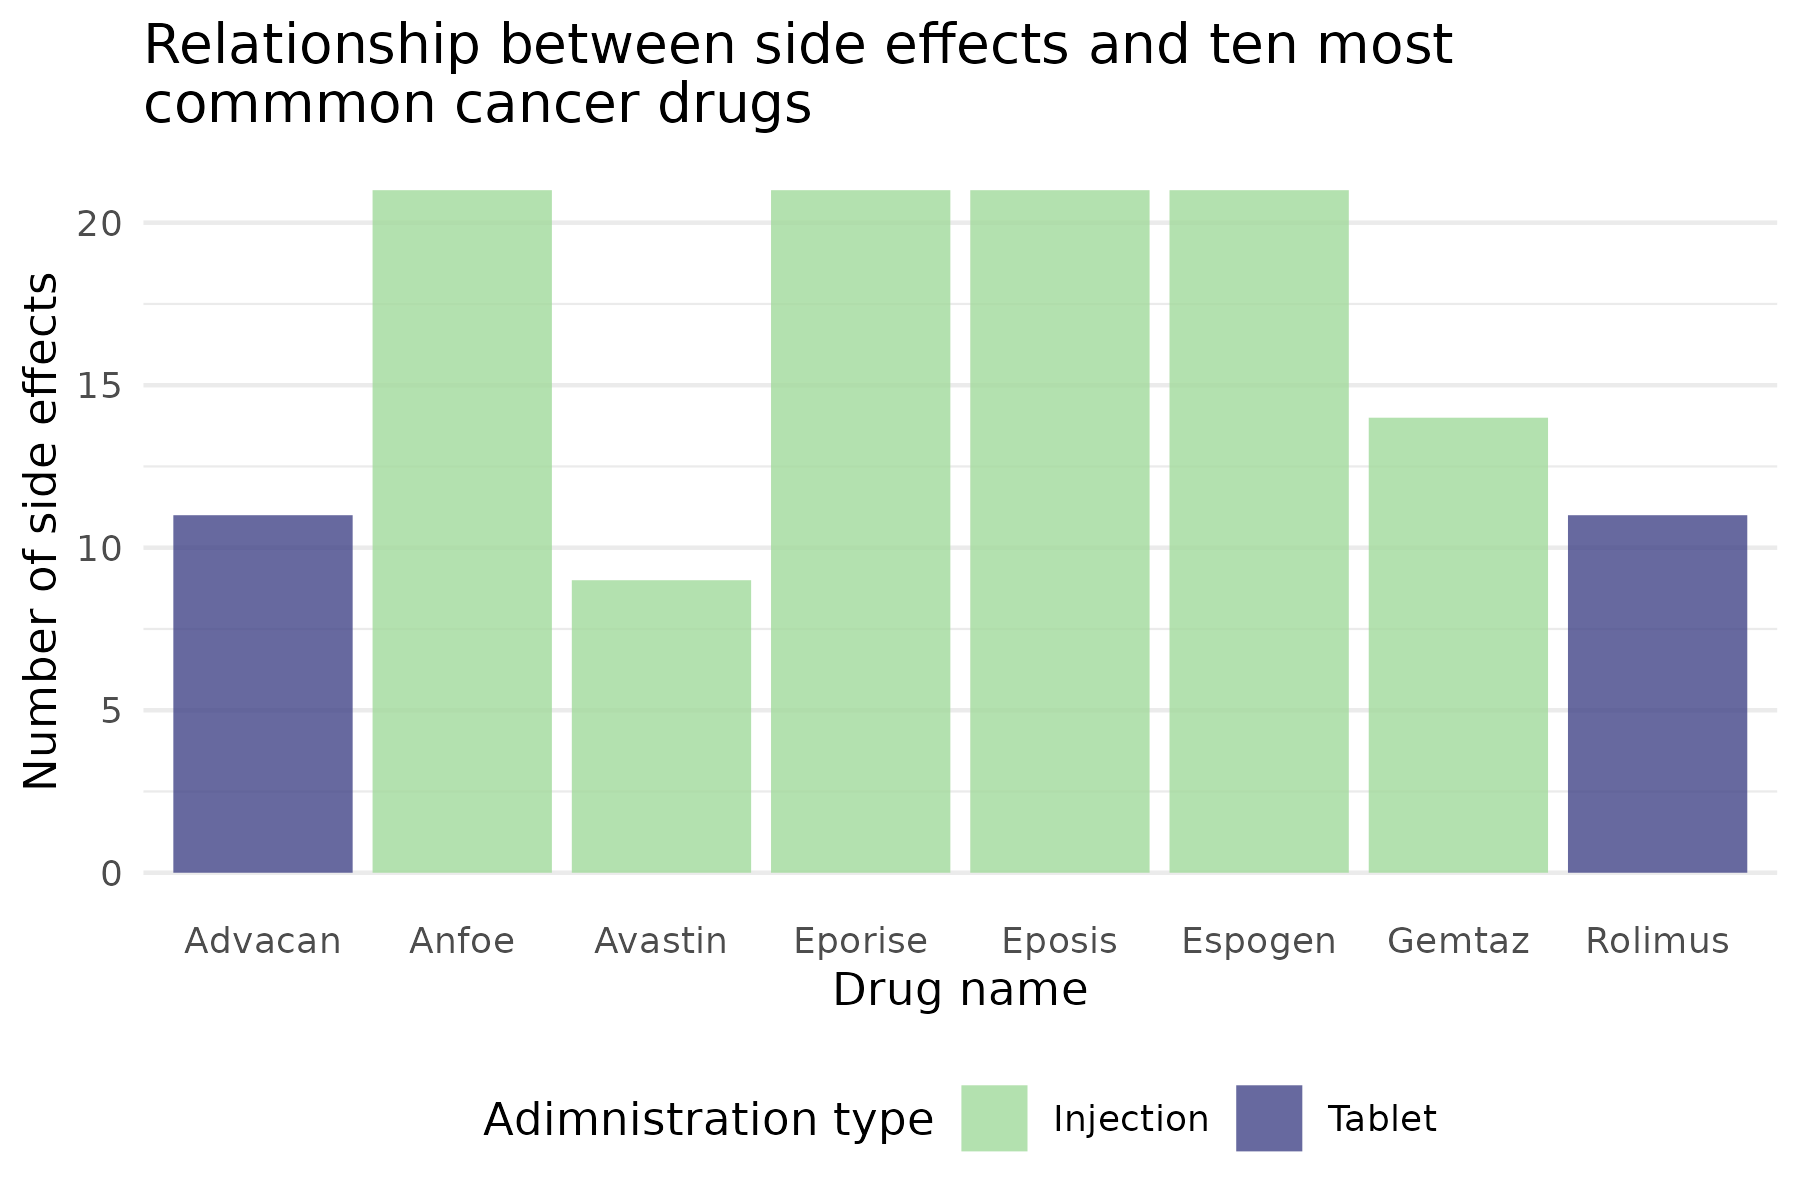 Relationship between side effects and ten most
commmon cancer drugs
Number of side effects
20
15
10
5
0
Advacan Anfoe Avastin Eporise Eposis Espogen Gemtaz Rolimus
Drug name
Adimnistration type Injection Tablet